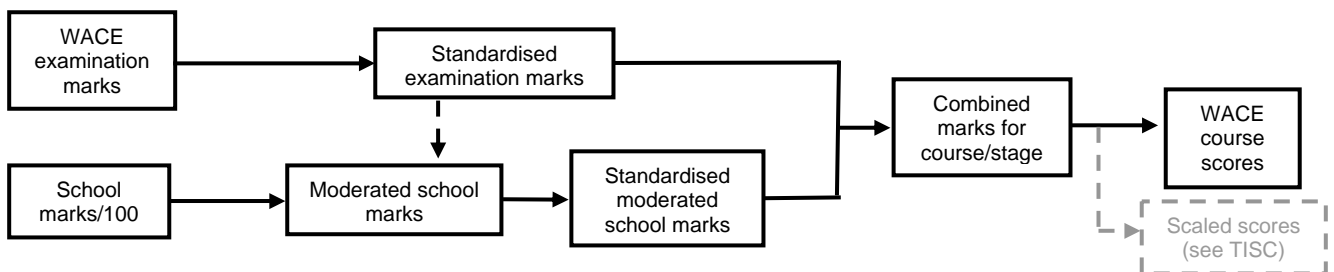 WACE
examination
marks
Standardised
examination marks
Combined
marks for
course/stage
WACE
course
scores
School
marks/100
Moderated school
marks
Standardised
moderated
school marks
Scaled scores
(see TISC)